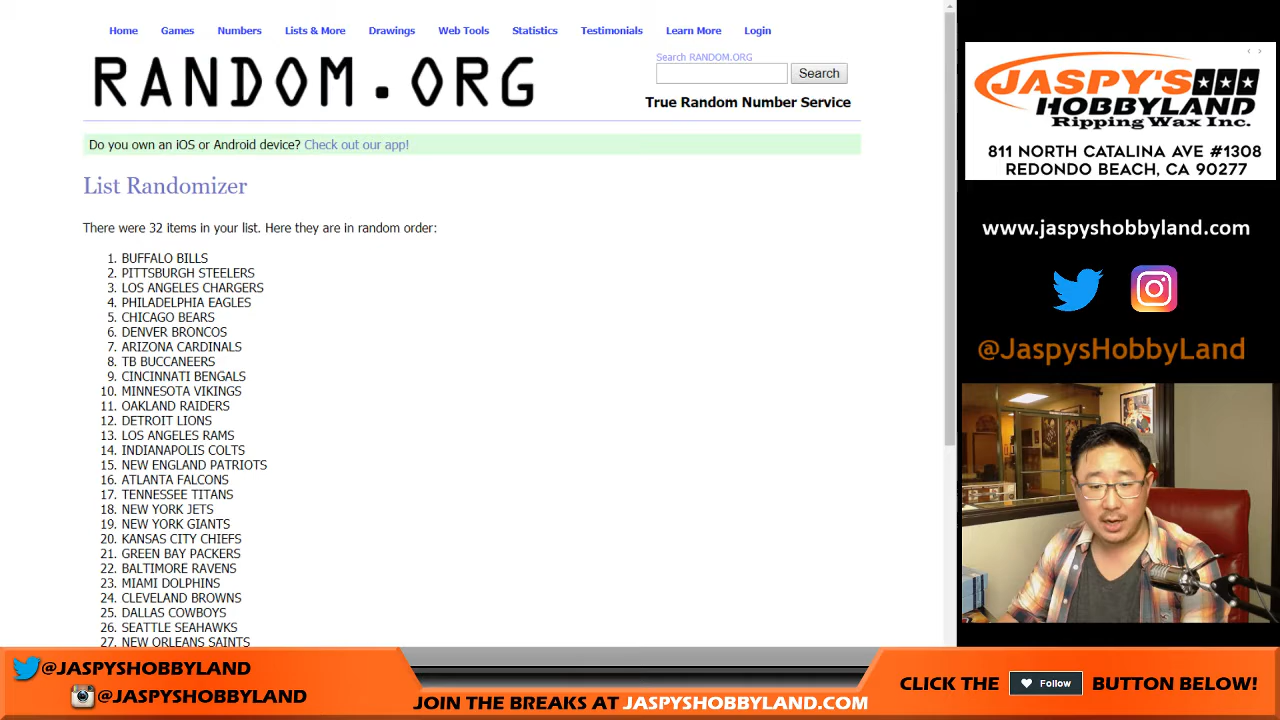 Home Games Numbers Lists & More Drawings Web Tools Statistics Testimonials Learn More Login
RANDOM.ORG
Search RANDOM.ORG
Search
True Random Number Service
Do you own an iOS or Android device? Check out our app!
List Randomizer
There were 32 items in your list. Here they are in random order:
1. BUFFALO BILLS
2. PITTSBURGH STEELERS
3. LOS ANGELES CHARGERS
4. PHILADELPHIA EAGLES
5. CHICAGO BEARS
6. DENVER BRONCOS
7. ARIZONA CARDINALS
8. TB BUCCANEERS
9. CINCINNATI BENGALS
10. MINNESOTA VIKINGS
11. OAKLAND RAIDERS
12. DETROIT LIONS
13. LOS ANGELES RAMS
14. INDIANAPOLIS COLTS
15. NEW ENGLAND PATRIOTS
16. ATLANTA FALCONS
17. TENNESSEE TITANS
18. NEW YORK JETS
19. NEW YORK GIANTS
20. KANSAS CITY CHIEFS
21. GREEN BAY PACKERS
22. BALTIMORE RAVENS
23. MIAMI DOLPHINS
24. CLEVELAND BROWNS
25. DALLAS COWBOYS
26. SEATTLE SEAHAWKS
27. NEW ORLEANS SAINTS
JASPY'S
HOBBYLAND
Ripping Wax Inc.
811 NORTH CATALINA AVE #1308
REDONDO BEACH, CA 90277
www.jaspyshobbyland.com
@JaspysHobbyLand
@JASPYSHOBBYLAND
@JASPYSHOBBYLAND
JOIN THE BREAKS AT JASPYSHOBBYLAND.COM
CLICK THE Follow BUTTON BELOW!